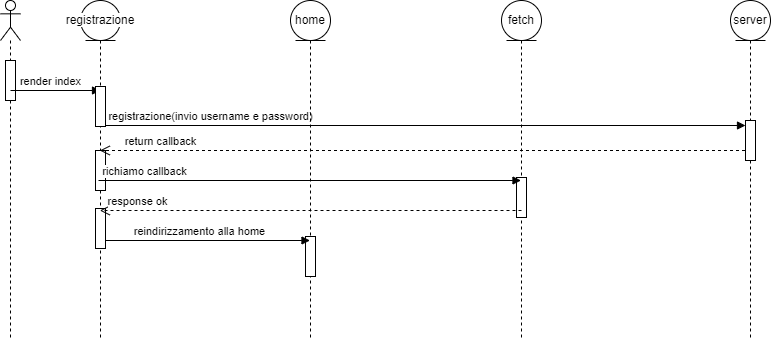 registrazione
home
fetch
server
render index
registrazione(invio username e password)
return callback
richiamo callback
response ok
reindirizzamento alla home